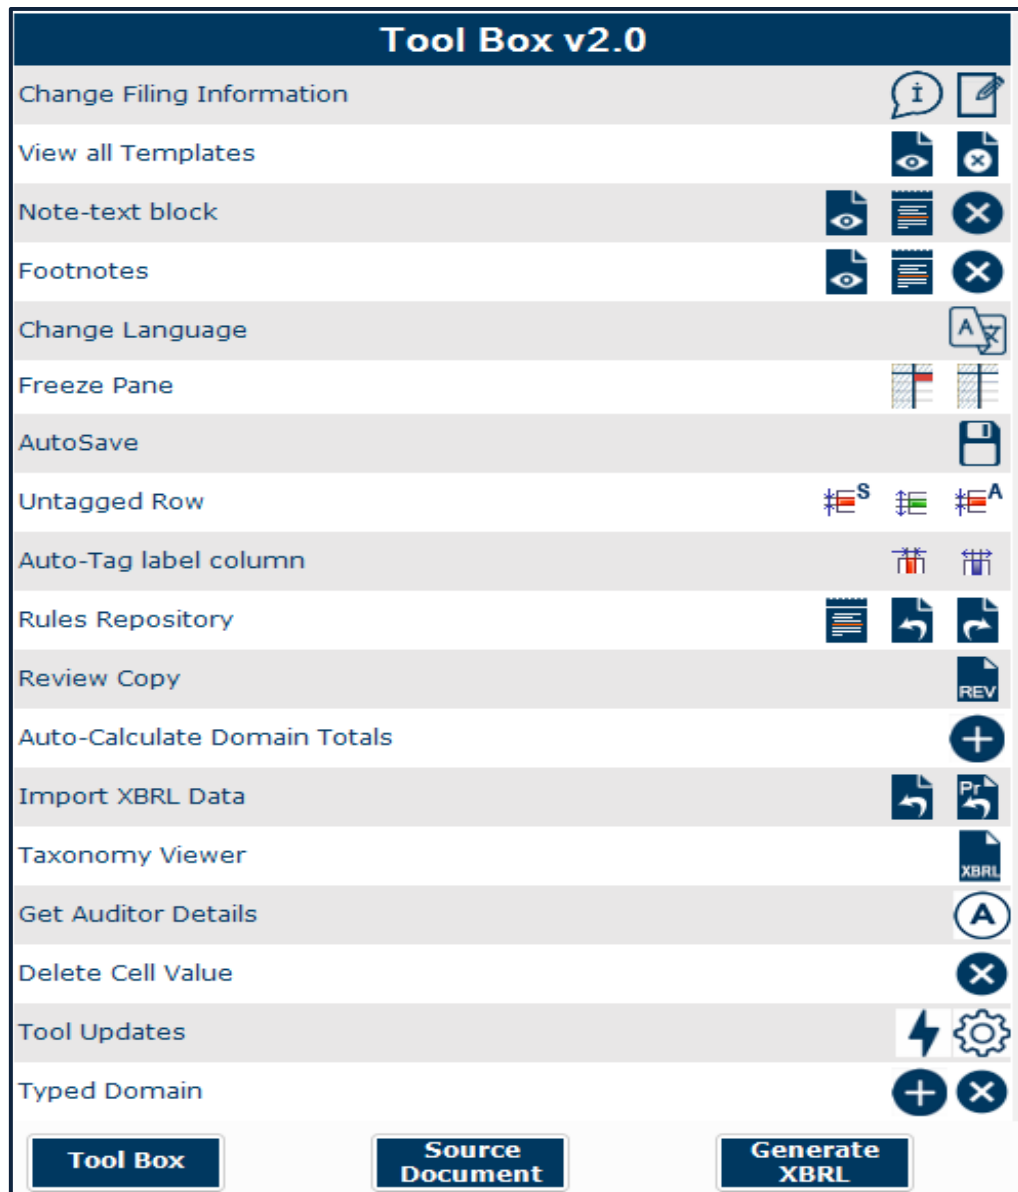 Tool Box v2.0
Change Filing Information
i
View all Templates
Note-text block
Footnotes
Change Language
A 文
Freeze Pane
AutoSave
Untagged Row
S
A
Auto-Tag label column
Rules Repository
Review Copy
REV
Auto-Calculate Domain Totals
Import XBRL Data
Pr
Taxonomy Viewer
XBRL
Get Auditor Details
A
Delete Cell Value
Tool Updates
Typed Domain
Tool Box
Source
Document
Generate
XBRL